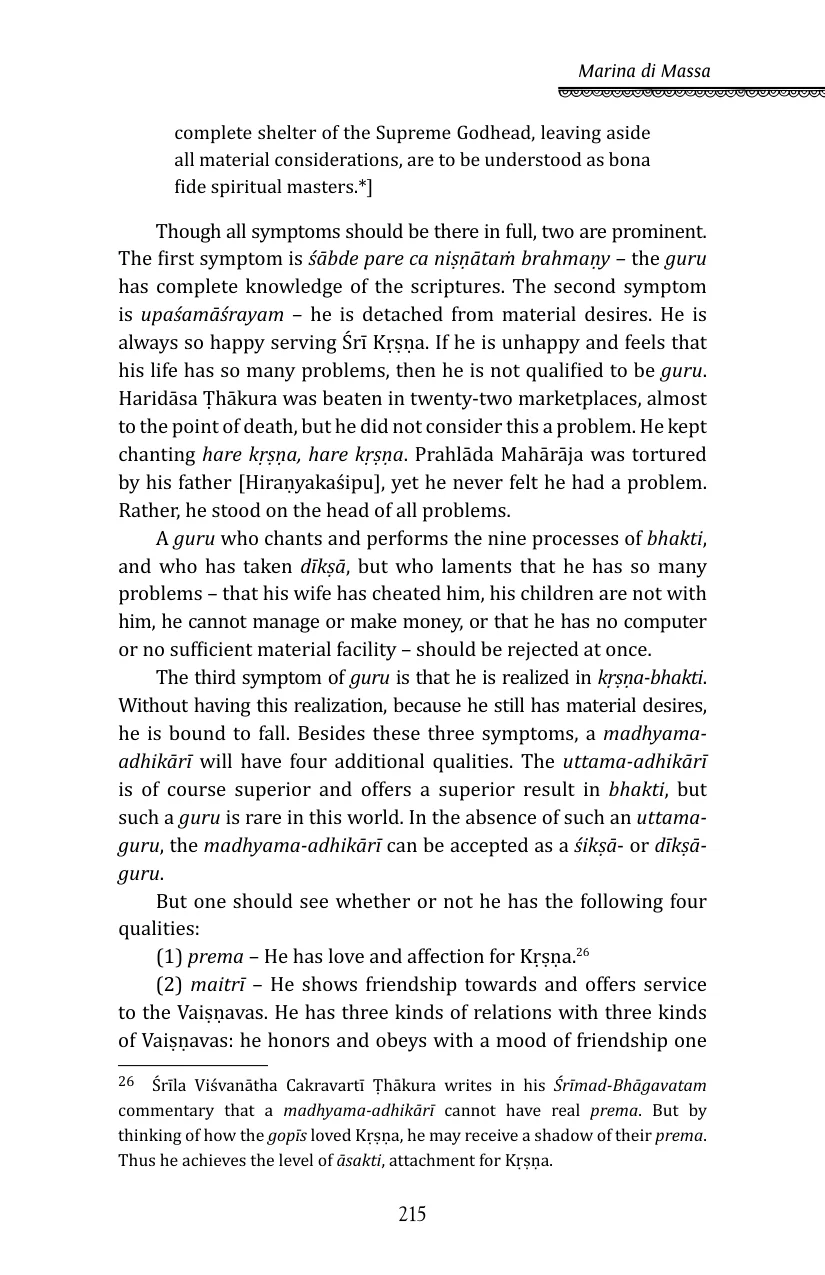 Marina di Massa
complete shelter of the Supreme Godhead, leaving aside
all material considerations, are to be understood as bona
fide spiritual masters.*]
Though all symptoms should be there in full, two are prominent.
The first symptom is śābde pare ca niṣṇātaṁ brahmaṇy – the guru
has complete knowledge of the scriptures. The second symptom
is upaśamāśrayam – he is detached from material desires. He is
always so happy serving Śrī Kṛṣṇa. If he is unhappy and feels that
his life has so many problems, then he is not qualified to be guru.
Haridāsa Ṭhākura was beaten in twenty-two marketplaces, almost
to the point of death, but he did not consider this a problem. He kept
chanting hare kṛṣṇa, hare kṛṣṇa. Prahlāda Mahārāja was tortured
by his father [Hiraṇyakaśipu], yet he never felt he had a problem.
Rather, he stood on the head of all problems.
A guru who chants and performs the nine processes of bhakti,
and who has taken dīkṣā, but who laments that he has so many
problems – that his wife has cheated him, his children are not with
him, he cannot manage or make money, or that he has no computer
or no sufficient material facility – should be rejected at once.
The third symptom of guru is that he is realized in kṛṣṇa-bhakti.
Without having this realization, because he still has material desires,
he is bound to fall. Besides these three symptoms, a madhyama-
adhikārī will have four additional qualities. The uttama-adhikārī
is of course superior and offers a superior result in bhakti, but
such a guru is rare in this world. In the absence of such an uttama-
guru, the madhyama-adhikārī can be accepted as a śikṣā- or dīkṣā-
guru.
But one should see whether or not he has the following four
qualities:
(1) prema – He has love and affection for Kṛṣṇa.26
(2) maitrī – He shows friendship towards and offers service
to the Vaiṣṇavas. He has three kinds of relations with three kinds
of Vaiṣṇavas: he honors and obeys with a mood of friendship one
26 Śrīla Viśvanātha Cakravartī Ṭhākura writes in his Śrīmad-Bhāgavatam
commentary that a madhyama-adhikārī cannot have real prema. But by
thinking of how the gopīs loved Kṛṣṇa, he may receive a shadow of their prema.
Thus he achieves the level of āsakti, attachment for Kṛṣṇa.
215